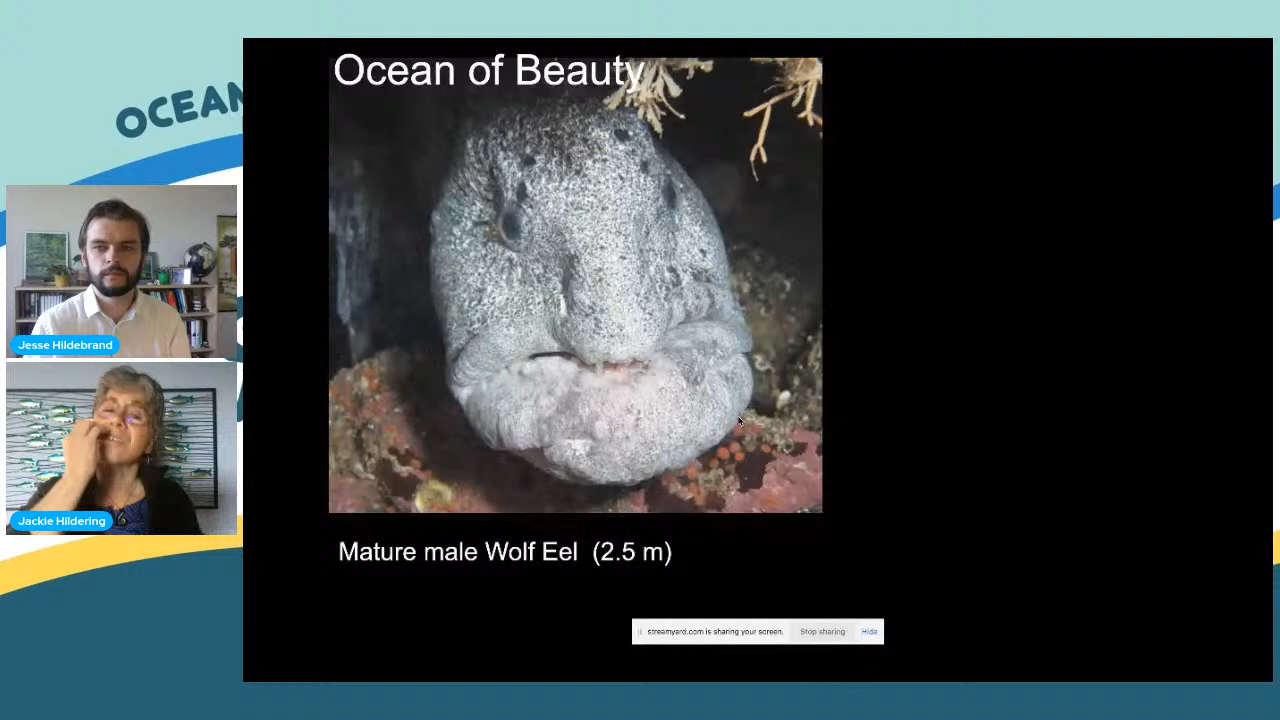 Ocean of Beauty
OCEAN
Jesse Hildebrand
Jackie Hildering
Mature male Wolf Eel (2.5 m)
streamyard.com is sharing your screen. Stop sharing Hide